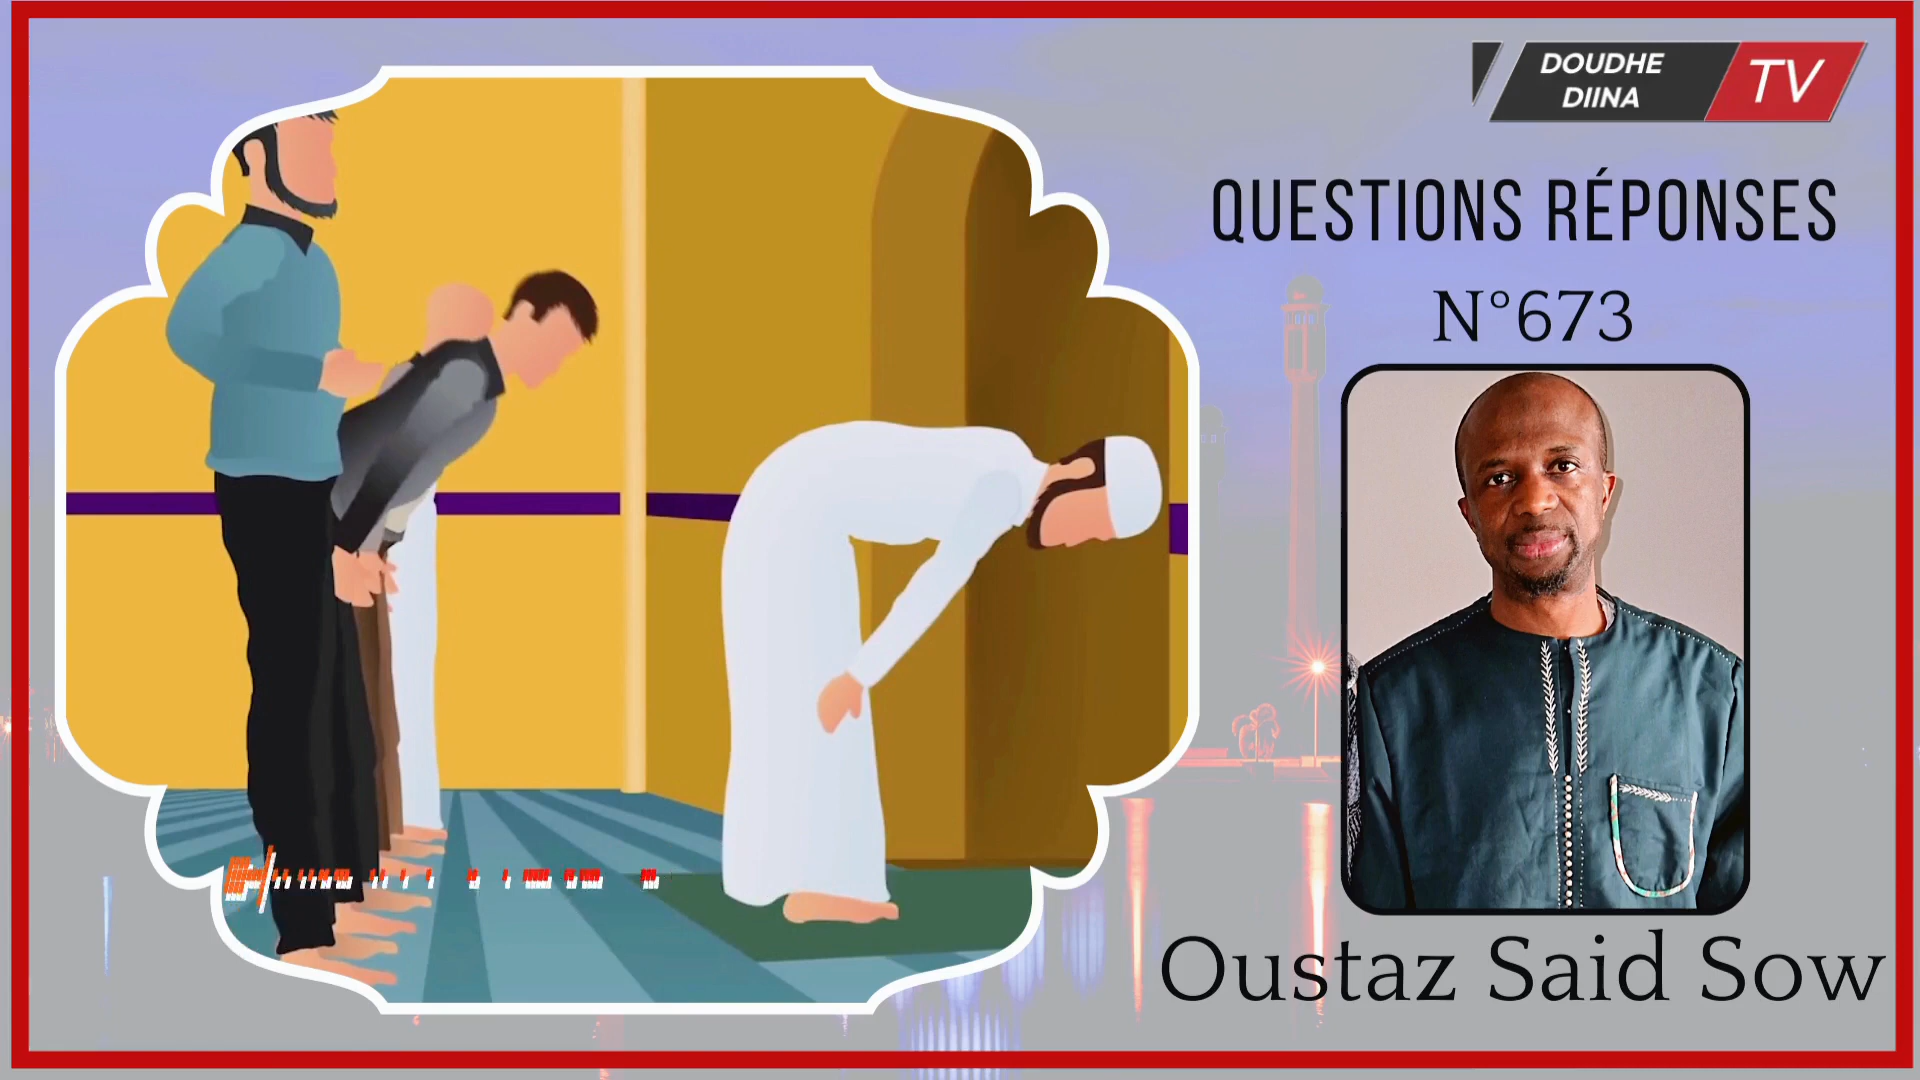 DOUDHE
DIINA
TV
QUESTIONS RÉPONSES
N°673
Oustaz Said Sow